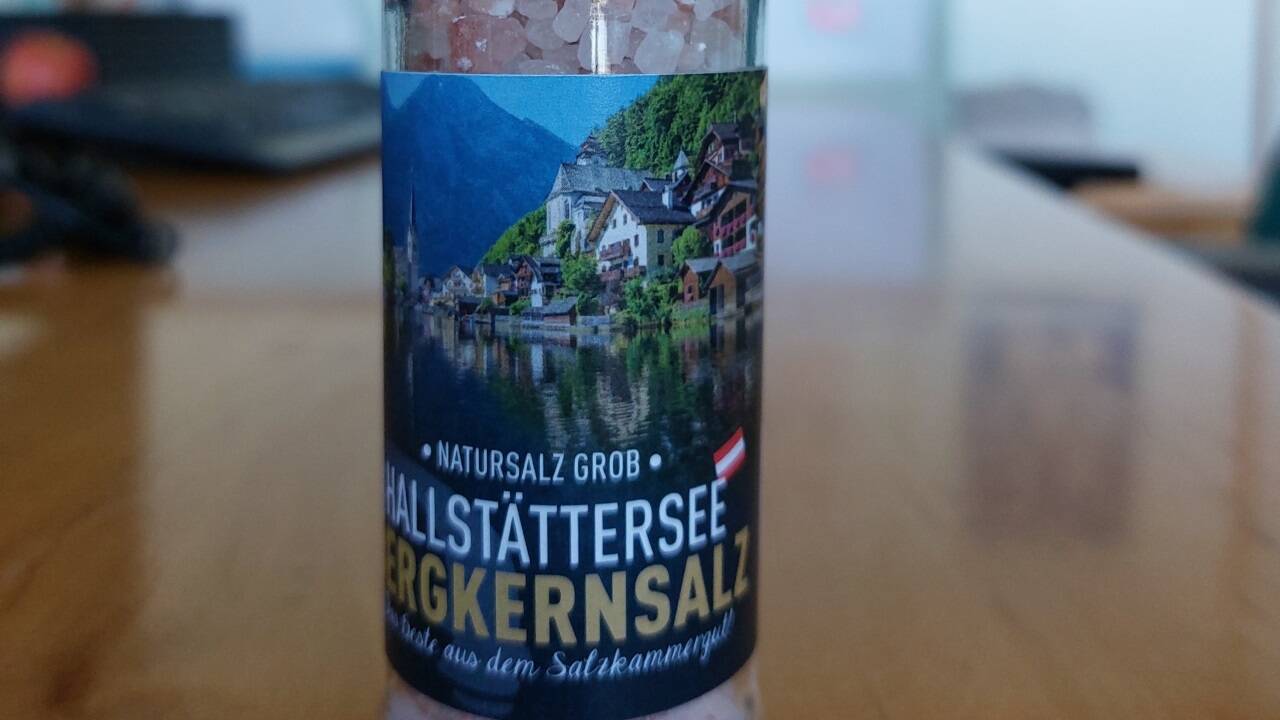 • NATURSALZ GROB •
HALLSTÄTTERSEE
ERGKERNSALZ
Beste aus dem Salzkammergut